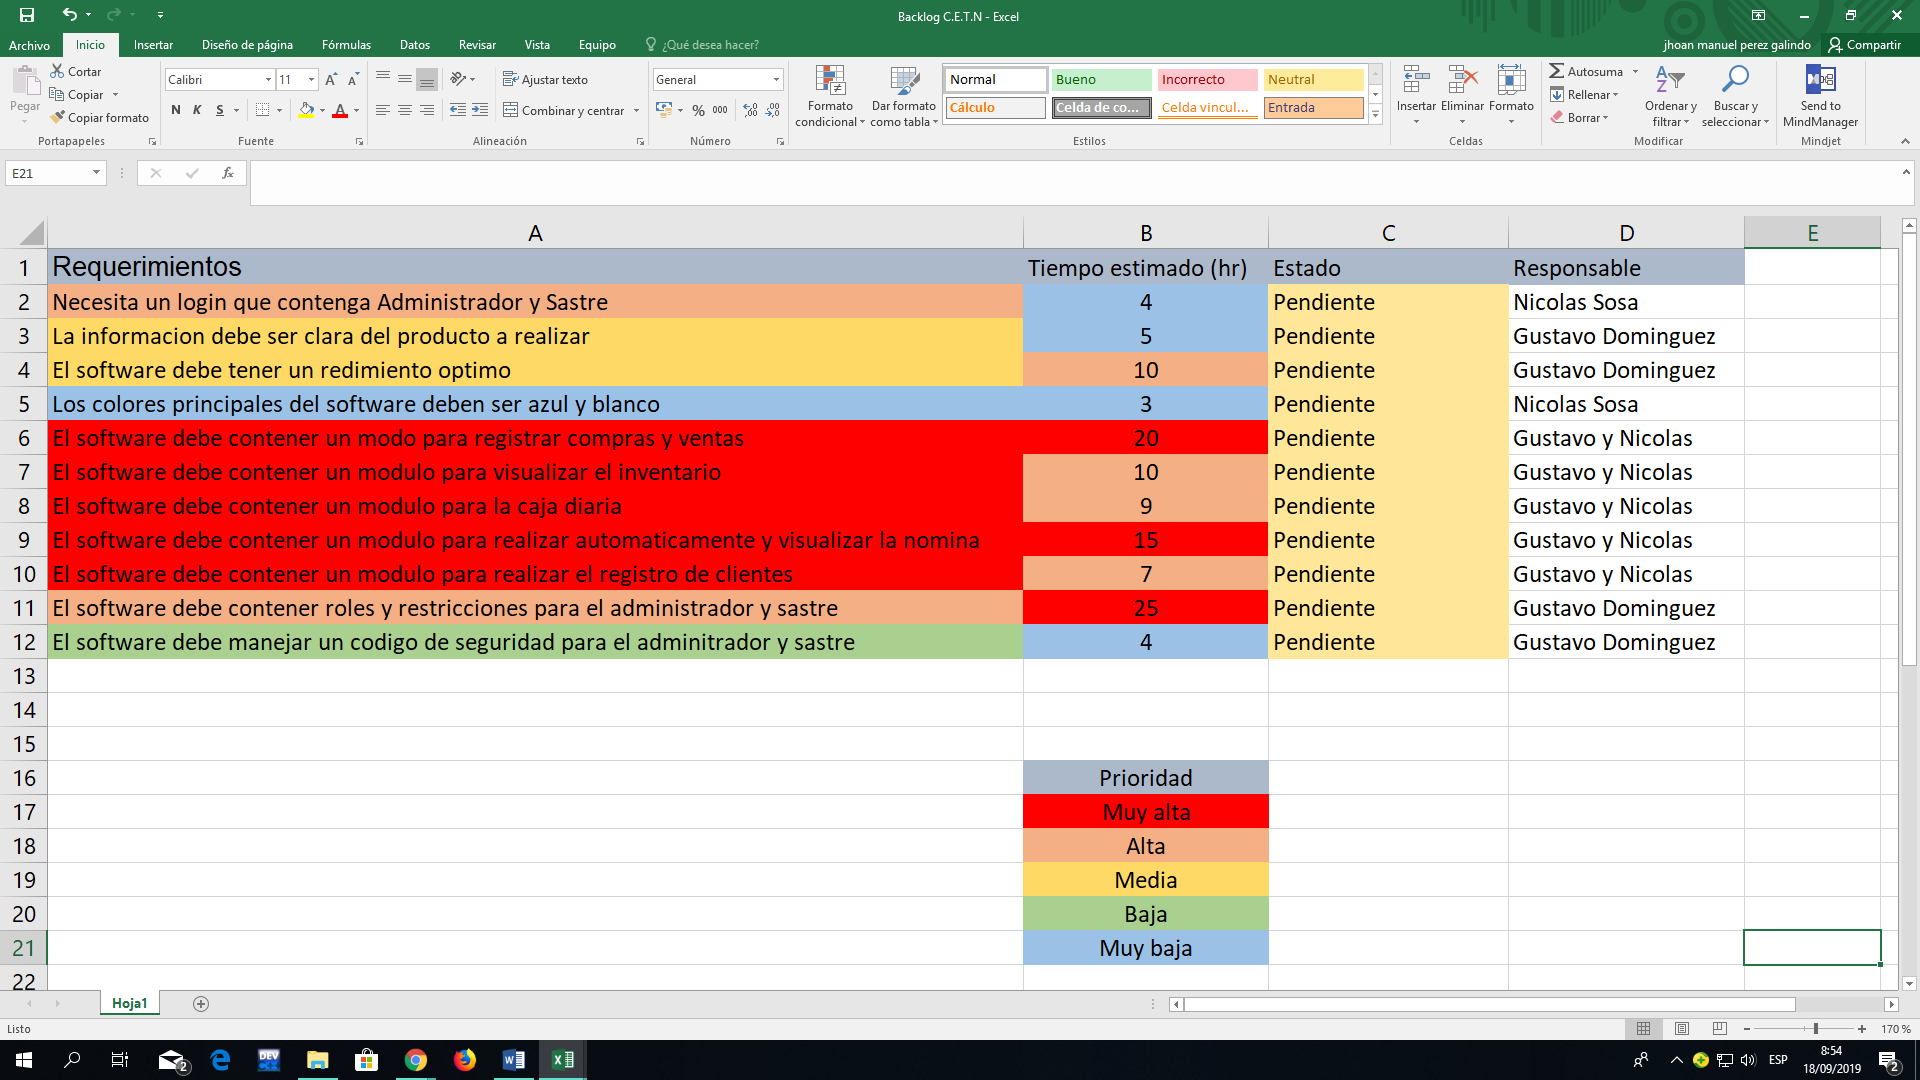 Backlog C.E.T.N - Excel
Archivo Inicio Insertar Diseño de página Fórmulas Datos Revisar Vista Equipo ¿Qué desea hacer? jhoan manuel perez galindo Compartir
Pegar Cortar Copiar Copiar formato
Calibri 11
N K S
Ajustar texto
Combinar y centrar
General
% 000
Formato condicional
Dar formato como tabla
Normal Bueno Incorrecto Neutral
Cálculo Celda de co... Celda vincul... Entrada
Insertar Eliminar Formato
Autosuma
Rellenar
Borrar
Ordenar y filtrar
Buscar y seleccionar
Send to MindManager
Portapapeles Fuente Alineación Número Estilos Celdas Modificar Mindjet
E21 fx
A B C D E
1 Requerimientos Tiempo estimado (hr) Estado Responsable
2 Necesita un login que contenga Administrador y Sastre 4 Pendiente Nicolas Sosa
3 La informacion debe ser clara del producto a realizar 5 Pendiente Gustavo Dominguez
4 El software debe tener un redimiento optimo 10 Pendiente Gustavo Dominguez
5 Los colores principales del software deben ser azul y blanco 3 Pendiente Nicolas Sosa
6 El software debe contener un modo para registrar compras y ventas 20 Pendiente Gustavo y Nicolas
7 El software debe contener un modulo para visualizar el inventario 10 Pendiente Gustavo y Nicolas
8 El software debe contener un modulo para la caja diaria 9 Pendiente Gustavo y Nicolas
9 El software debe contener un modulo para realizar automaticamente y visualizar la nomina 15 Pendiente Gustavo y Nicolas
10 El software debe contener un modulo para realizar el registro de clientes 7 Pendiente Gustavo y Nicolas
11 El software debe contener roles y restricciones para el administrador y sastre 25 Pendiente Gustavo Dominguez
12 El software debe manejar un codigo de seguridad para el adminitrador y sastre 4 Pendiente Gustavo Dominguez
13
14
15
16 Prioridad
17 Muy alta
18 Alta
19 Media
20 Baja
21 Muy baja
22
Hoja1
Listo 170 %
2 DEV ESP 8:54
18/09/2019 2